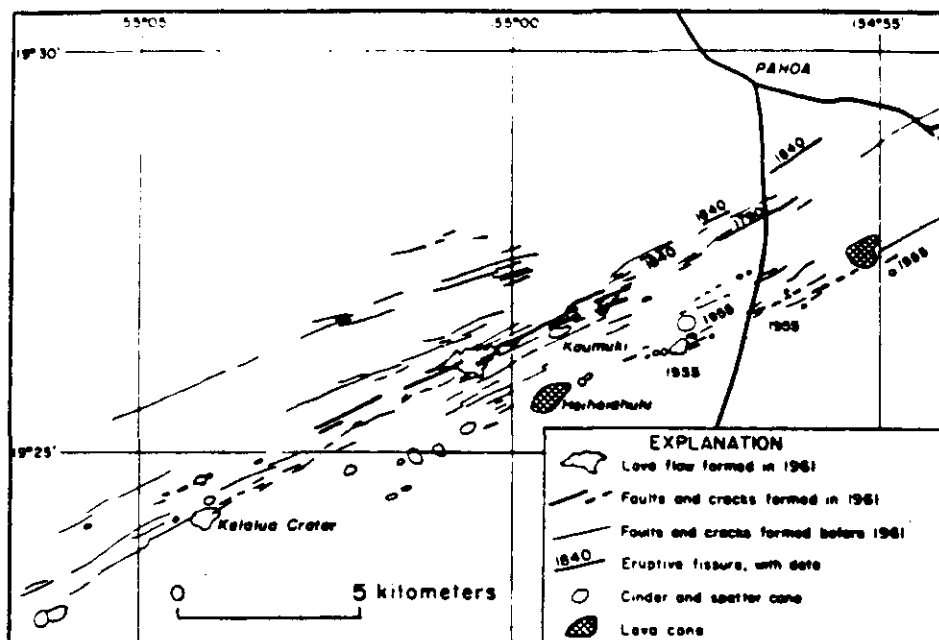 55°05'
55°00'
154°55'
19°30'
PAHOA
1840
1840
1790
1840
1955
1955
1955
1955
Kaumuki
19°25'
Kalalua Crater
0 5 kilometers
EXPLANATION
Lava flow formed in 1961
Faults and cracks formed in 1961
Faults and cracks formed before 1961
1840 Eruptive fissure, with date
Cinder and spatter cone
Lava cone